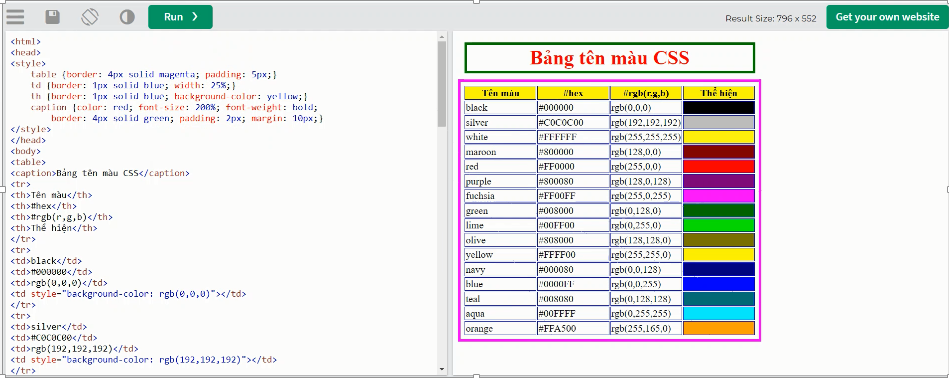 Run ❯
Result Size: 796 x 552
Get your own website
<html>
<head>
<style>
table {border: 4px solid magenta; padding: 5px;}
td {border: 1px solid blue; width: 25%;}
th {border: 1px solid blue; background-color: yellow;}
caption {color: red; font-size: 200%; font-weight: bold;
border: 4px solid green; padding: 2px; margin: 10px;}
</style>
</head>
<body>
<table>
<caption>Bảng tên màu CSS</caption>
<tr>
<th>Tên màu</th>
<th>#hex</th>
<th>#rgb(r,g,b)</th>
<th>Thể hiện</th>
</tr>
<tr>
<td>black</td>
<td>#000000</td>
<td>rgb(0,0,0)</td>
<td style="background-color: rgb(0,0,0)"></td>
</tr>
<tr>
<td>silver</td>
<td>#C0C0C00</td>
<td>rgb(192,192,192)</td>
<td style="background-color: rgb(192,192,192)"></td>
</tr>
Bảng tên màu CSS
Tên màu #hex #rgb(r,g,b) Thể hiện
black #000000 rgb(0,0,0)
silver #C0C0C00 rgb(192,192,192)
white #FFFFFF rgb(255,255,255)
maroon #800000 rgb(128,0,0)
red #FF0000 rgb(255,0,0)
purple #800080 rgb(128,0,128)
fuchsia #FF00FF rgb(255,0,255)
green #008000 rgb(0,128,0)
lime #00FF00 rgb(0,255,0)
olive #808000 rgb(128,128,0)
yellow #FFFF00 rgb(255,255,0)
navy #000080 rgb(0,0,128)
blue #0000FF rgb(0,0,255)
teal #008080 rgb(0,128,128)
aqua #00FFFF rgb(0,255,255)
orange #FFA500 rgb(255,165,0)